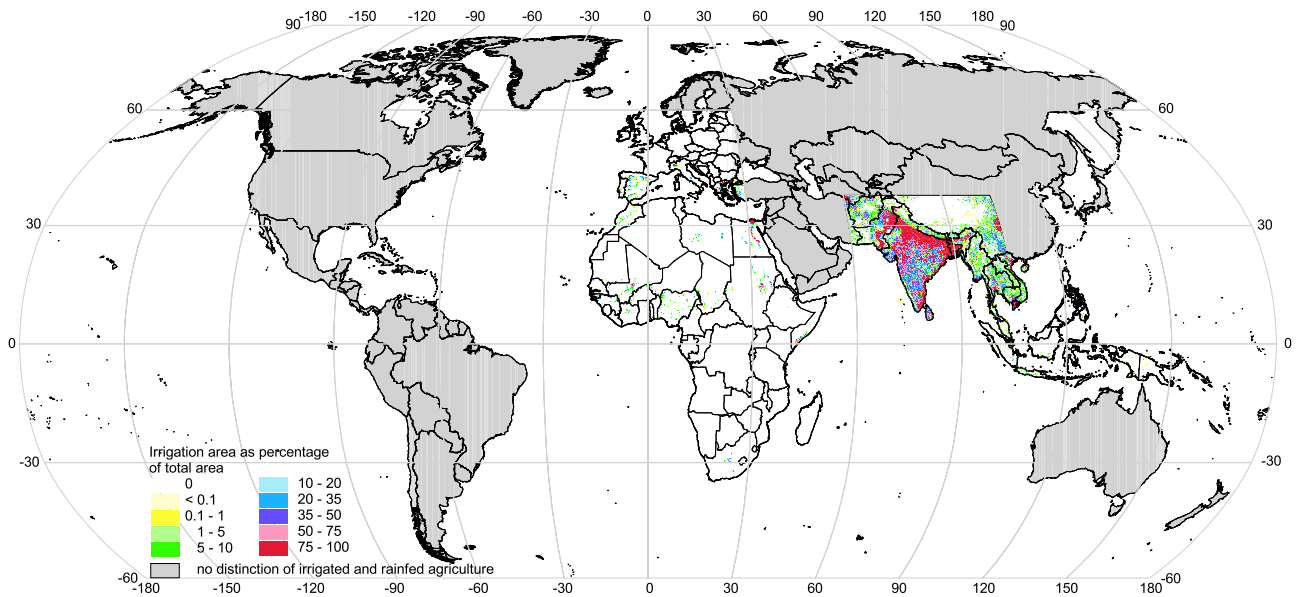 90 -180 -150 -120 -90 -60 -30 0 30 60 90 120 150 180 90
60 60
30 30
0 0
-30 -30
Irrigation area as percentage
of total area
0 10 - 20
< 0.1 20 - 35
0.1 - 1 35 - 50
1 - 5 50 - 75
5 - 10 75 - 100
no distinction of irrigated and rainfed agriculture
-60 -180 -150 -120 -90 -60 -30 0 30 60 90 120 150 180 -60